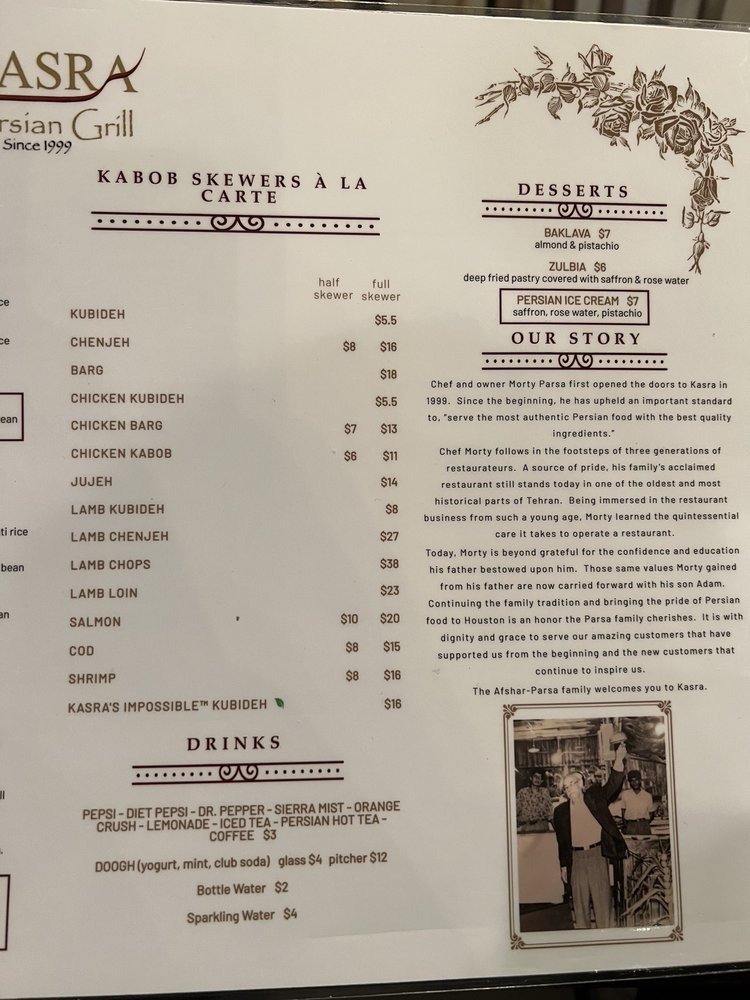 ASRA
rsian Grill
Since 1999
KABOB SKEWERS À LA
CARTE
half skewer full skewer
KUBIDEH $5.5
CHENJEH $8 $16
BARG $18
CHICKEN KUBIDEH $5.5
CHICKEN BARG $7 $13
CHICKEN KABOB $6 $11
JUJEH $14
LAMB KUBIDEH $8
LAMB CHENJEH $27
LAMB CHOPS $38
LAMB LOIN $23
SALMON $10 $20
COD $8 $15
SHRIMP $8 $16
KASRA'S IMPOSSIBLE™ KUBIDEH $16
DRINKS
PEPSI - DIET PEPSI - DR. PEPPER - SIERRA MIST - ORANGE
CRUSH - LEMONADE - ICED TEA - PERSIAN HOT TEA -
COFFEE $3
DOOGH (yogurt, mint, club soda) glass $4 pitcher $12
Bottle Water $2
Sparkling Water $4
DESSERTS
BAKLAVA $7
almond & pistachio
ZULBIA $6
deep fried pastry covered with saffron & rose water
PERSIAN ICE CREAM $7
saffron, rose water, pistachio
OUR STORY
Chef and owner Morty Parsa first opened the doors to Kasra in
1999. Since the beginning, he has upheld an important standard
to, "serve the most authentic Persian food with the best quality
ingredients."
Chef Morty follows in the footsteps of three generations of
restaurateurs. A source of pride, his family's acclaimed
restaurant still stands today in one of the oldest and most
historical parts of Tehran. Being immersed in the restaurant
business from such a young age, Morty learned the quintessential
care it takes to operate a restaurant.
Today, Morty is beyond grateful for the confidence and education
his father bestowed upon him. Those same values Morty gained
from his father are now carried forward with his son Adam.
Continuing the family tradition and bringing the pride of Persian
food to Houston is an honor the Parsa family cherishes. It is with
dignity and grace to serve our amazing customers that have
supported us from the beginning and the new customers that
continue to inspire us.
The Afshar-Parsa family welcomes you to Kasra.
ce
ce
ean
ti rice
bean
an
ll